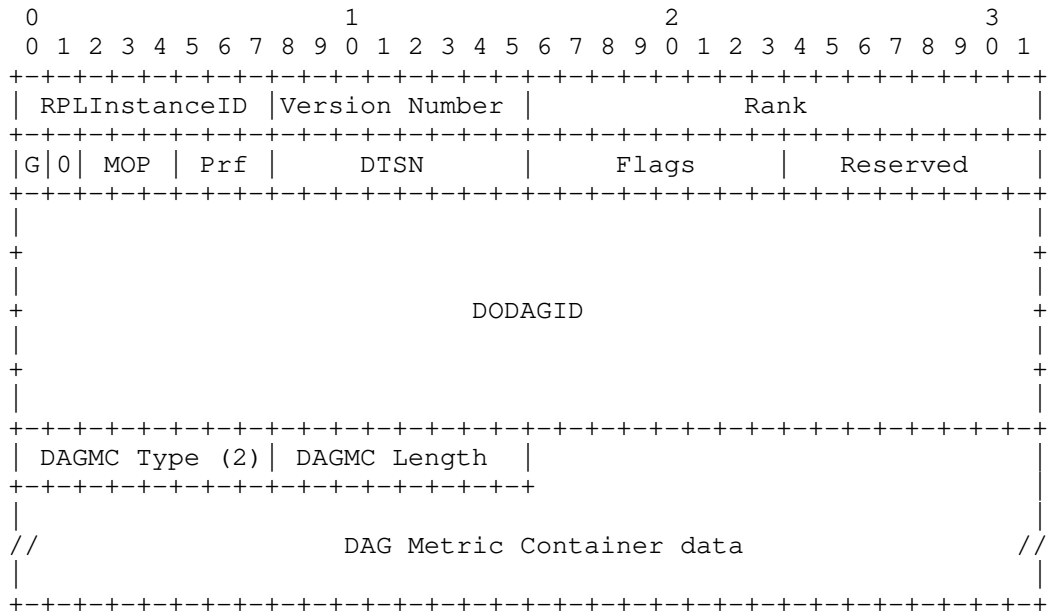 0                   1                   2                   3
 0 1 2 3 4 5 6 7 8 9 0 1 2 3 4 5 6 7 8 9 0 1 2 3 4 5 6 7 8 9 0 1
+-+-+-+-+-+-+-+-+-+-+-+-+-+-+-+-+-+-+-+-+-+-+-+-+-+-+-+-+-+-+-+-+
| RPLInstanceID |Version Number |             Rank              |
+-+-+-+-+-+-+-+-+-+-+-+-+-+-+-+-+-+-+-+-+-+-+-+-+-+-+-+-+-+-+-+-+
|G|0| MOP | Prf |     DTSN      |     Flags     |   Reserved    |
+-+-+-+-+-+-+-+-+-+-+-+-+-+-+-+-+-+-+-+-+-+-+-+-+-+-+-+-+-+-+-+-+
|                                                               |
+                                                               +
|                                                               |
+                            DODAGID                            +
|                                                               |
+                                                               +
|                                                               |
+-+-+-+-+-+-+-+-+-+-+-+-+-+-+-+-+-+-+-+-+-+-+-+-+-+-+-+-+-+-+-+-+
| DAGMC Type (2)| DAGMC Length  |                               |
+-+-+-+-+-+-+-+-+-+-+-+-+-+-+-+-+                               |
|                                                               |
//                   DAG Metric Container data                 //
|                                                               |
+-+-+-+-+-+-+-+-+-+-+-+-+-+-+-+-+-+-+-+-+-+-+-+-+-+-+-+-+-+-+-+-+